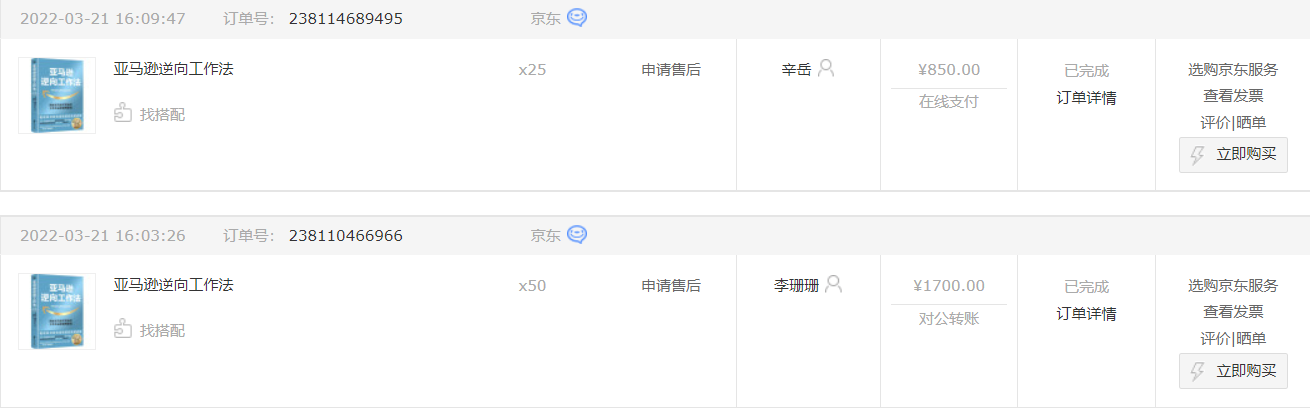 2022-03-21 16:09:47 订单号: 238114689495 京东
亚马逊逆向工作法 x25 申请售后 辛岳 ¥850.00 已完成 选购京东服务
在线支付 订单详情 查看发票
找搭配 评价|晒单
立即购买
亚马逊
逆向工作法
2022-03-21 16:03:26 订单号: 238110466966 京东
亚马逊逆向工作法 x50 申请售后 李珊珊 ¥1700.00 已完成 选购京东服务
对公转账 订单详情 查看发票
找搭配 评价|晒单
立即购买
亚马逊
逆向工作法